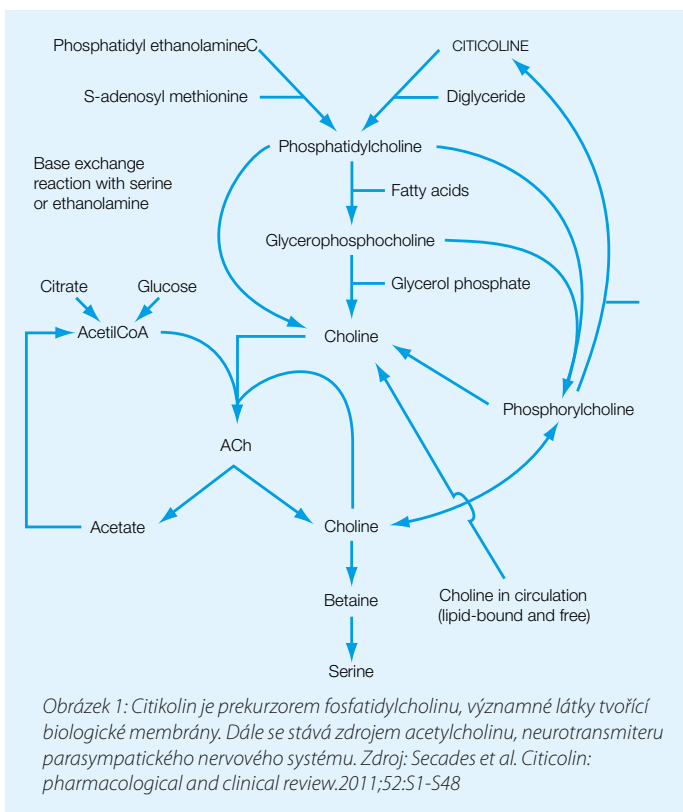 Phosphatidyl ethanolamineC
CITICOLINE
S-adenosyl methionine
Diglyceride
Phosphatidylcholine
Base exchange
reaction with serine
or ethanolamine
Fatty acids
Glycerophosphocholine
Citrate
Glucose
Glycerol phosphate
AcetilCoA
Choline
Phosphorylcholine
ACh
Acetate
Choline
Betaine
Choline in circulation
(lipid-bound and free)
Serine
Obrázek 1: Citikolin je prekurzorem fosfatidylcholinu, významné látky tvořící
biologické membrány. Dále se stává zdrojem acetylcholinu, neurotransmiteru
parasympatického nervového systému. Zdroj: Secades et al. Citicolin:
pharmacological and clinical review.2011;52:S1-S48